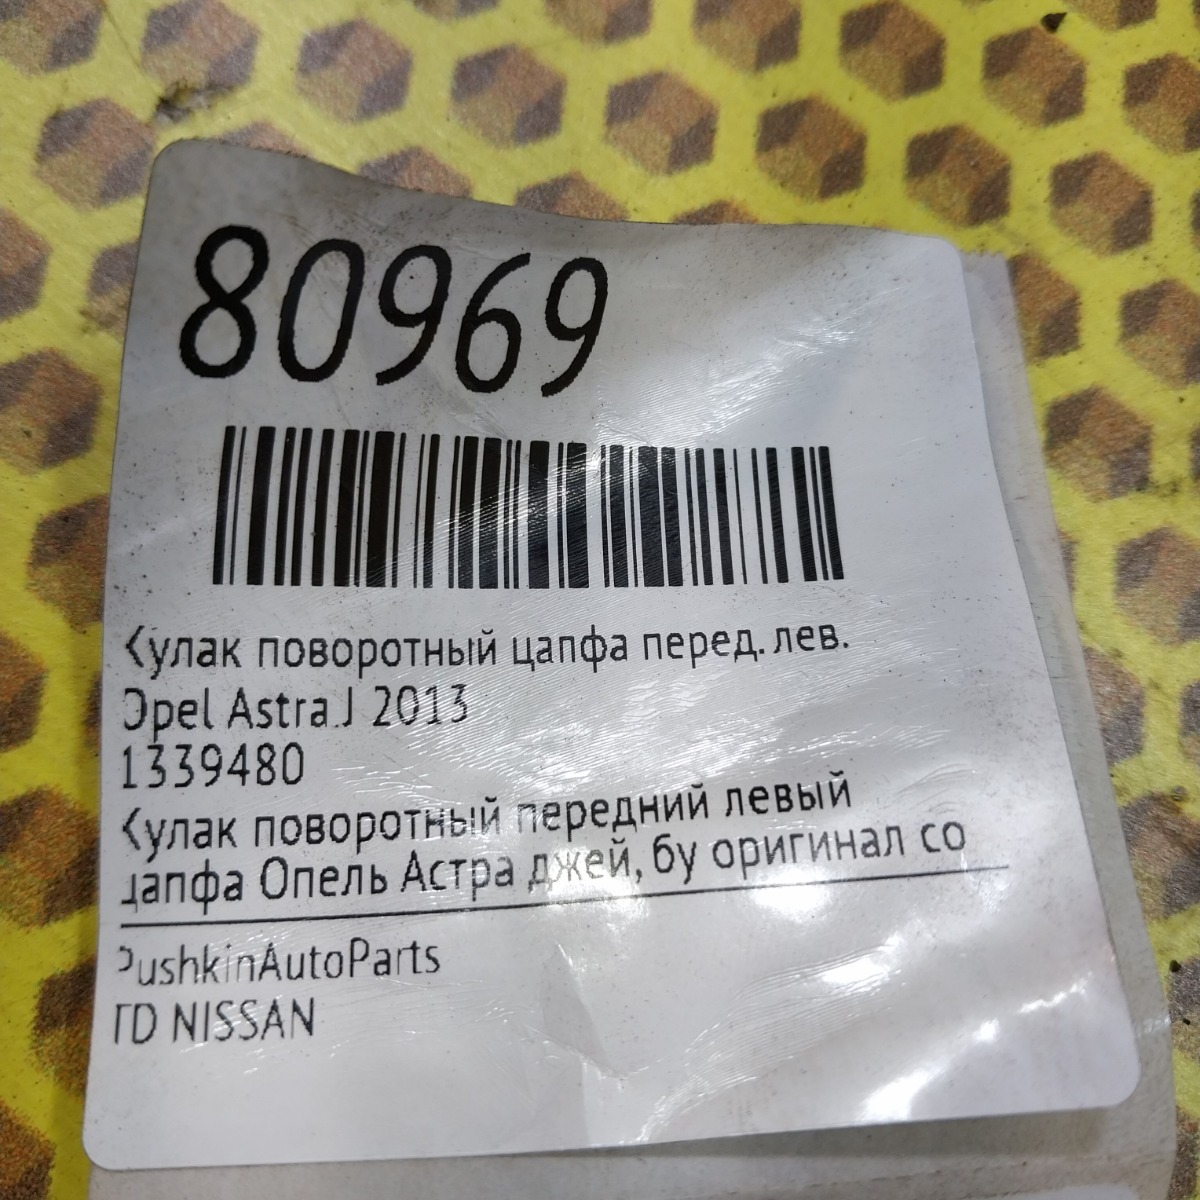 80969
Кулак поворотный цапфа перед. лев.
Opel Astra J 2013
1339480
Кулак поворотный передний левый
цапфа Опель Астра джей, бу оригинал со
PushkinAutoParts
TD NISSAN